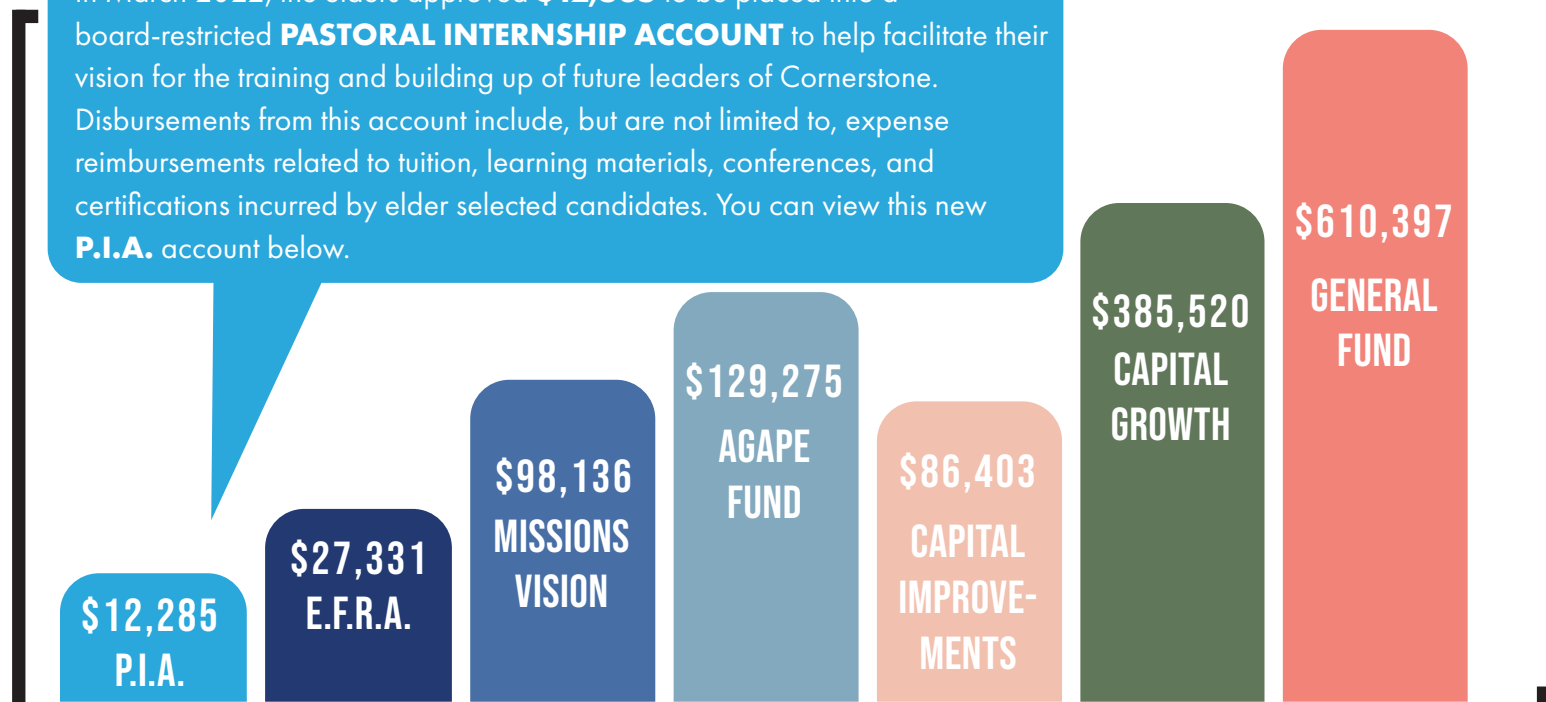 board-restricted PASTORAL INTERNSHIP ACCOUNT to help facilitate their
vision for the training and building up of future leaders of Cornerstone.
Disbursements from this account include, but are not limited to, expense
reimbursements related to tuition, learning materials, conferences, and
certifications incurred by elder selected candidates. You can view this new
P.I.A. account below.
$12,285
P.I.A.
$27,331
E.F.R.A.
$98,136
MISSIONS
VISION
$129,275
AGAPE
FUND
$86,403
CAPITAL
IMPROVE-
MENTS
$385,520
CAPITAL
GROWTH
$610,397
GENERAL
FUND